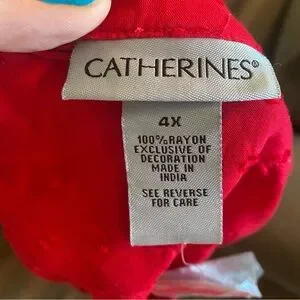 CATHERINES®
4X
100% RAYON
EXCLUSIVE OF
DECORATION
MADE IN
INDIA
SEE REVERSE
FOR CARE